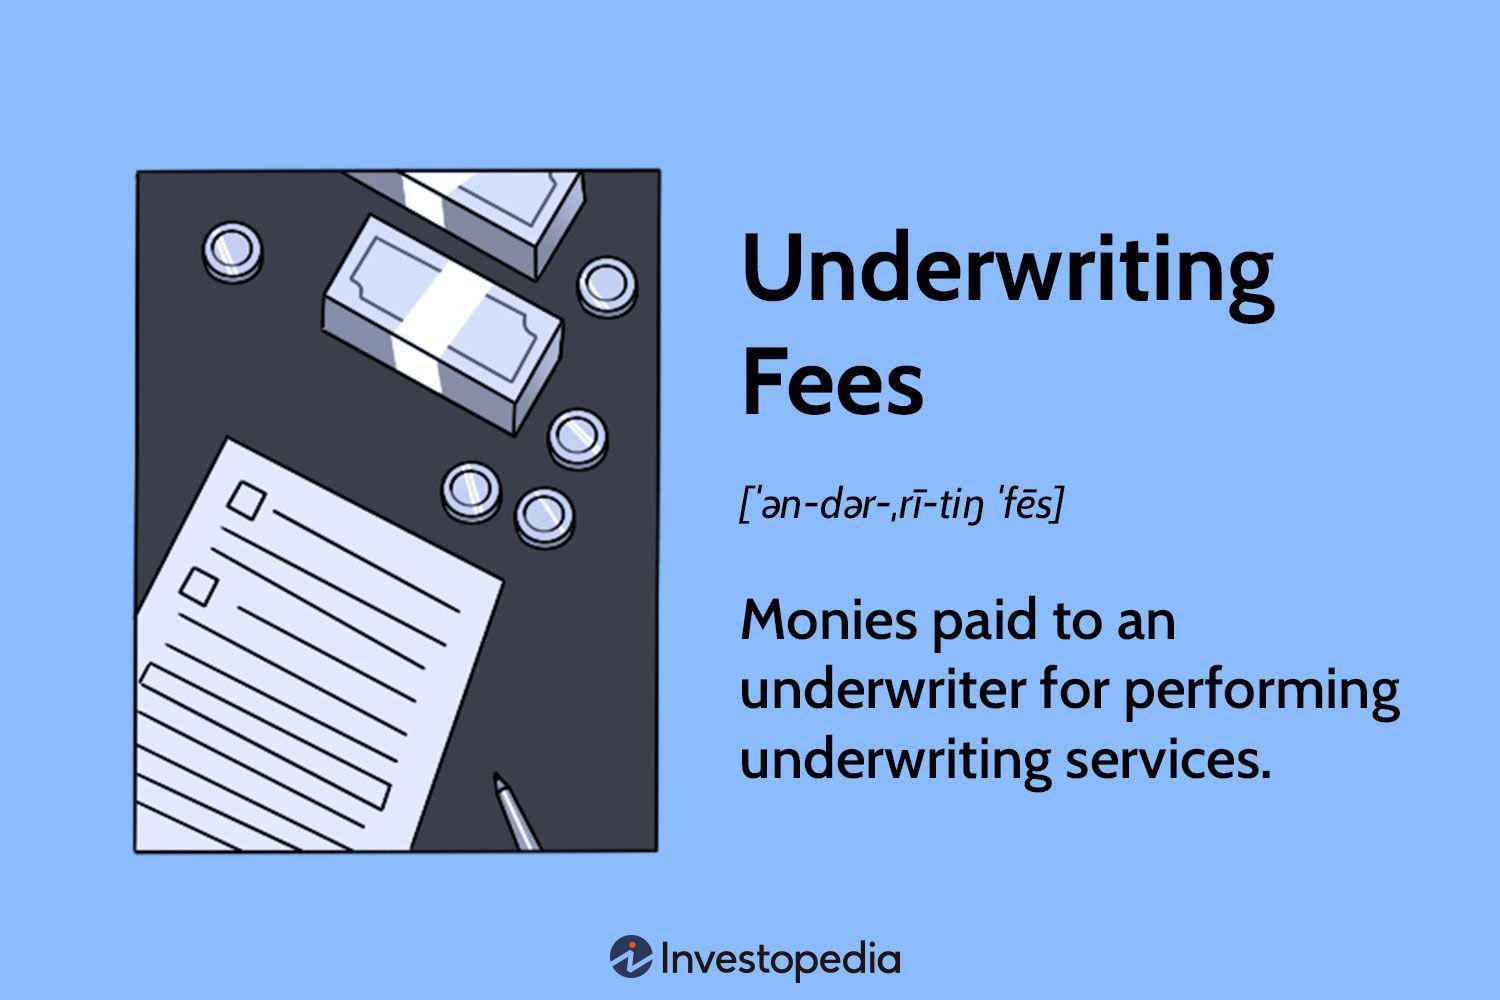 Underwriting
Fees
[ˈən-dər-ˌrī-tiŋ ˈfēs]
Monies paid to an
underwriter for performing
underwriting services.
Investopedia